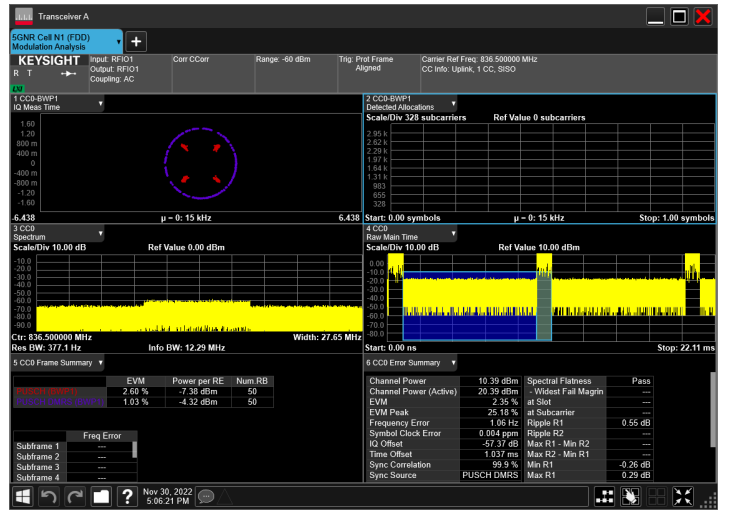 Transceiver A
5GNR Cell N1 (FDD)
Modulation Analysis
KEYSIGHT
R T
LXI
Input: RFIO1
Output: RFIO1
Coupling: AC
Corr CCorr
Range: -60 dBm
Trig: Prot Frame
Aligned
Carrier Ref Freq: 836.500000 MHz
CC Info: Uplink, 1 CC, SISO
1 CC0-BWP1
IQ Meas Time
1.60
1.20
800 m
400 m
0
-400 m
-800 m
-1.20
-1.60
-6.438
μ = 0: 15 kHz
6.438
2 CC0-BWP1
Detected Allocations
Scale/Div 328 subcarriers
Ref Value 0 subcarriers
2.95 k
2.62 k
2.29 k
1.97 k
1.64 k
1.31 k
983
655
328
Start: 0.00 symbols
μ = 0: 15 kHz
Stop: 1.00 symbols
3 CC0
Spectrum
Scale/Div 10.00 dB
Ref Value 0.00 dBm
-10.0
-20.0
-30.0
-40.0
-50.0
-60.0
-70.0
-80.0
-90.0
Ctr: 836.500000 MHz
Width: 27.65 MHz
Res BW: 377.1 Hz
Info BW: 12.29 MHz
4 CC0
Raw Main Time
Scale/Div 10.00 dB
Ref Value 10.00 dBm
0.00
-10.0
-20.0
-30.0
-40.0
-50.0
-60.0
-70.0
-80.0
Start: 0.00 ns
Stop: 22.11 ms
5 CC0 Frame Summary
EVM Power per RE Num.RB
2.60 % -7.38 dBm 50
1.03 % -4.32 dBm 50
Freq Error
Subframe 1 ---
Subframe 2 ---
Subframe 3 ---
Subframe 4 ---
6 CC0 Error Summary
Channel Power 10.39 dBm Spectral Flatness Pass
Channel Power (Active) 20.39 dBm - Widest Fail Magrin ---
EVM 2.35 % at Slot ---
EVM Peak 25.18 % at Subcarrier ---
Frequency Error 1.06 Hz Ripple R1 0.55 dB
Symbol Clock Error 0.004 ppm Ripple R2 ---
IQ Offset -57.37 dB Max R1 - Min R2 ---
Time Offset 1.037 ms Max R2 - Min R1 ---
Sync Correlation 99.9 % Min R1 -0.26 dB
Sync Source PUSCH DMRS Max R1 0.29 dB
Nov 30, 2022
5:06:21 PM